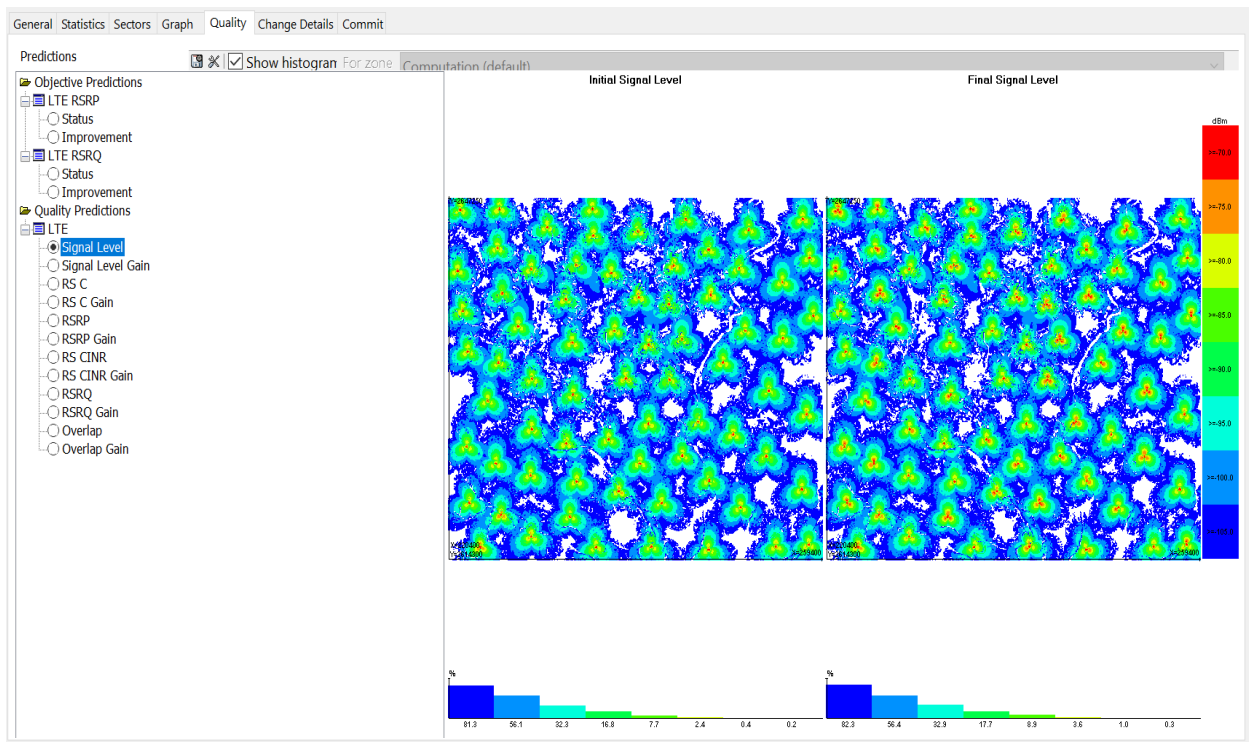 General Statistics Sectors Graph Quality Change Details Commit
Predictions
Show histogran For zone Computation (default)
Objective Predictions
LTE RSRP
Status
Improvement
LTE RSRQ
Status
Improvement
Quality Predictions
LTE
Signal Level
Signal Level Gain
RS C
RS C Gain
RSRP
RSRP Gain
RS CINR
RS CINR Gain
RSRQ
RSRQ Gain
Overlap
Overlap Gain
Initial Signal Level
Final Signal Level
dBm
>=-70.0
>=-75.0
>=-80.0
>=-85.0
>=-90.0
>=-95.0
>=-100.0
>=-105.0
%
81.3 56.1 32.3 16.8 7.7 2.4 0.4 0.2
%
82.3 56.4 32.9 17.7 8.9 3.6 1.0 0.3